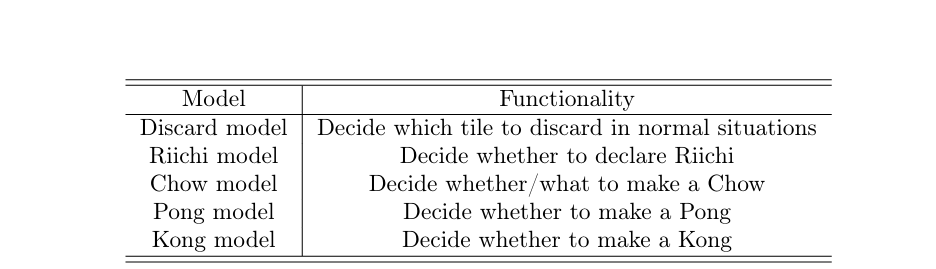 Model Functionality
Discard model Decide which tile to discard in normal situations
Riichi model Decide whether to declare Riichi
Chow model Decide whether/what to make a Chow
Pong model Decide whether to make a Pong
Kong model Decide whether to make a Kong